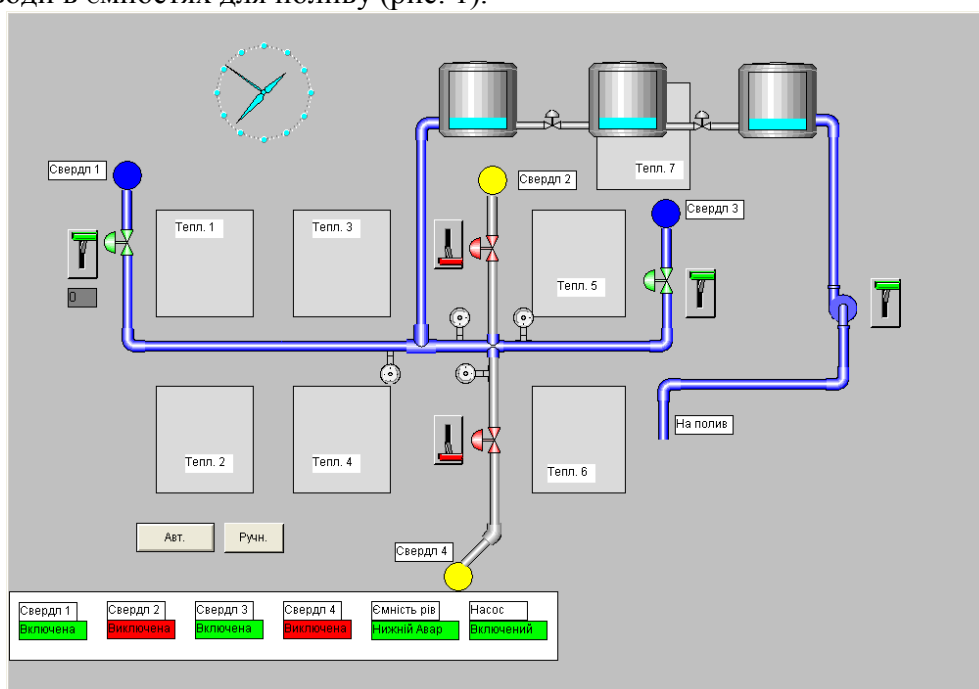 води в ємностях для поливу (рис. 1).
Свердл 1
Свердл 2
Тепл. 7
Свердл 3
Тепл. 1
Тепл. 3
Тепл. 5
0
На полив
Тепл. 2
Тепл. 4
Тепл. 6
Авт.
Ручн.
Свердл 4
Свердл 1
Свердл 2
Свердл 3
Свердл 4
Ємність рів
Насос
Включена
Виключена
Включена
Виключена
Нижній Авар
Включений